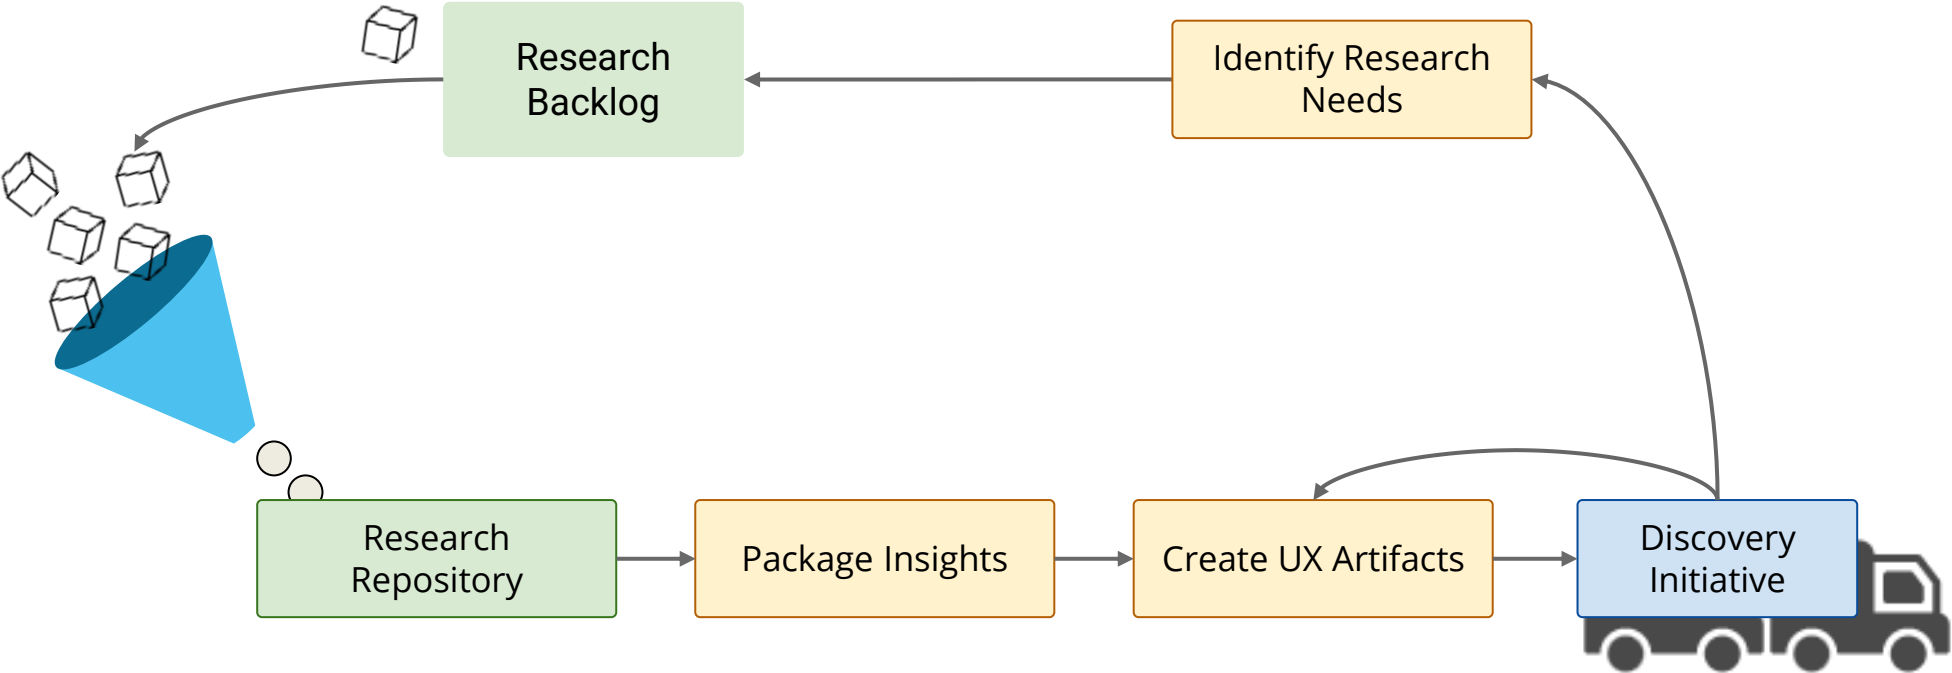 Research
Backlog
Identify Research
Needs
Research
Repository
Package Insights
Create UX Artifacts
Discovery
Initiative